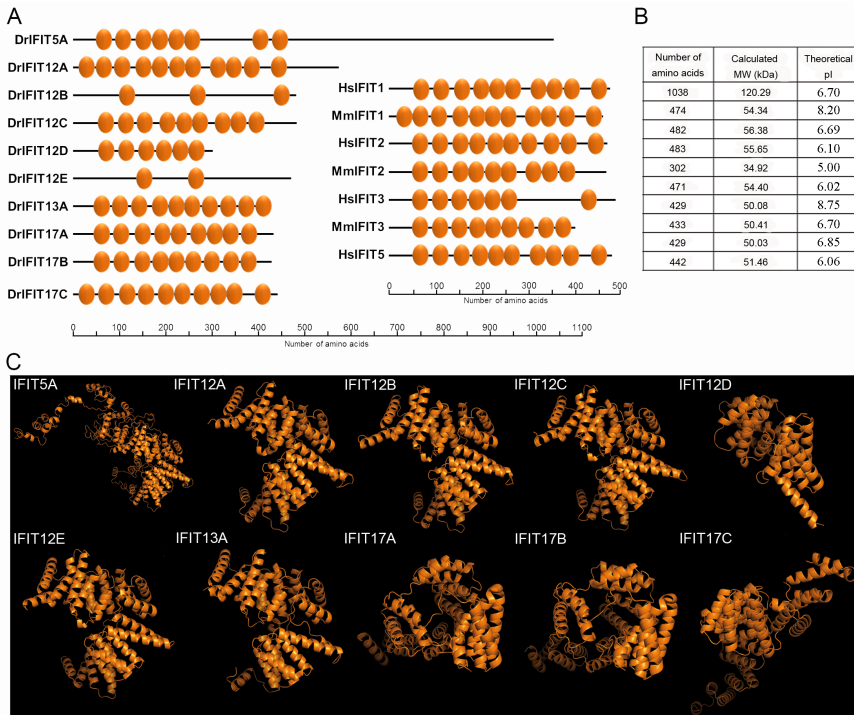 A
DrIFIT5A
DrIFIT12A
DrIFIT12B
DrIFIT12C
DrIFIT12D
DrIFIT12E
DrIFIT13A
DrIFIT17A
DrIFIT17B
DrIFIT17C
0 100 200 300 400 500 600 700 800 900 1000 1100
Number of amino acids
HsIFIT1
MmIFIT1
HsIFIT2
MmIFIT2
HsIFIT3
MmIFIT3
HsIFIT5
0 100 200 300 400 500
Number of amino acids
B
Number of amino acids Calculated MW (kDa) Theoretical pI
1038 120.29 6.70
474 54.34 8.20
482 56.38 6.69
483 55.65 6.10
302 34.92 5.00
471 54.40 6.02
429 50.08 8.75
433 50.41 6.70
429 50.03 6.85
442 51.46 6.06
C
IFIT5A IFIT12A IFIT12B IFIT12C IFIT12D
IFIT12E IFIT13A IFIT17A IFIT17B IFIT17C